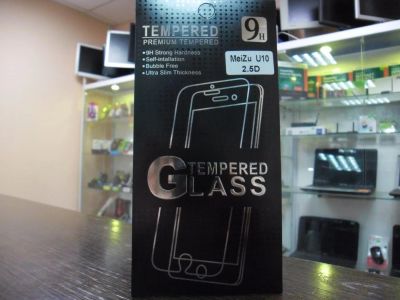 TEMPERED
PREMIUM TEMPERED
9H
•9H Strong Hardness
•Self-intallation
•Bubble Free
•Ultra Slim Thickness
MeiZu U10
2.5D
TEMPERED
GLASS